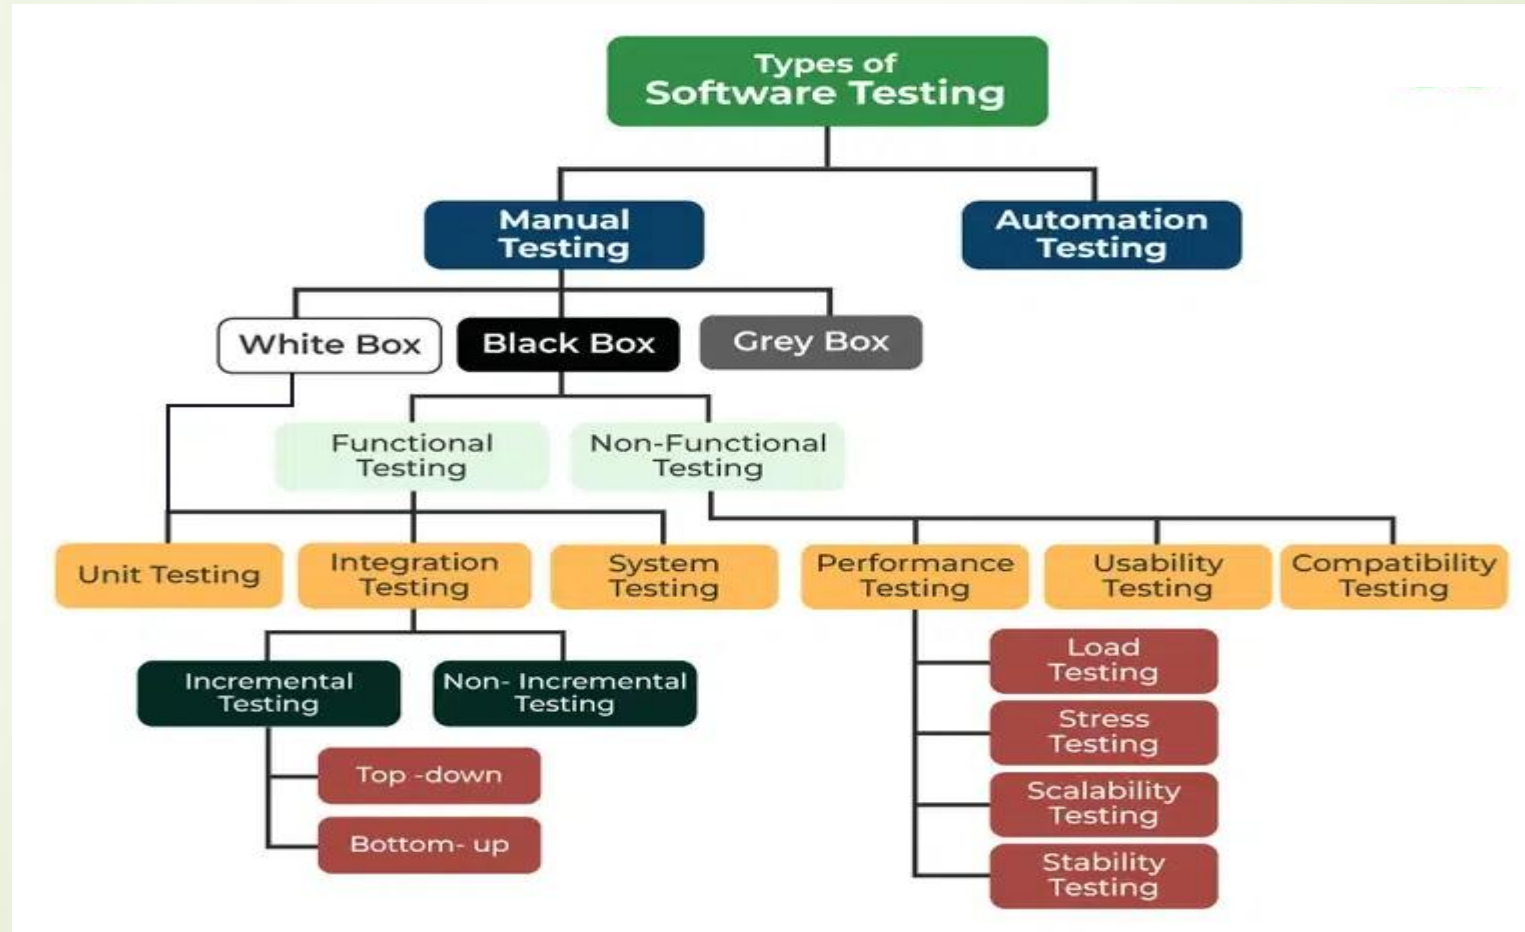 Types of
Software Testing
Manual
Testing
Automation
Testing
White Box
Black Box
Grey Box
Functional
Testing
Non-Functional
Testing
Unit Testing
Integration
Testing
System
Testing
Performance
Testing
Usability
Testing
Compatibility
Testing
Incremental
Testing
Non- Incremental
Testing
Top -down
Bottom- up
Load
Testing
Stress
Testing
Scalability
Testing
Stability
Testing